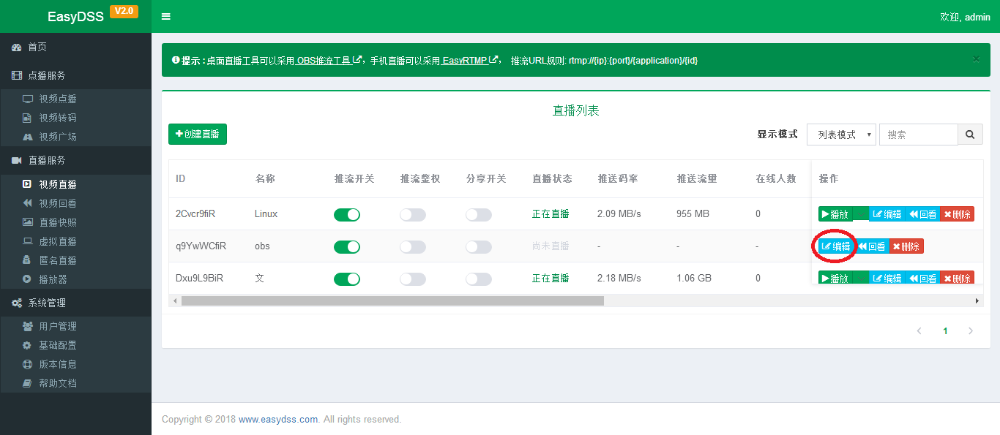 EasyDSS V2.0
欢迎, admin
首页
点播服务
视频点播
视频转码
视频广场
直播服务
视频直播
视频回看
直播快照
虚拟直播
匿名直播
播放器
系统管理
用户管理
基础配置
版本信息
帮助文档
提示 : 桌面直播工具可以采用 OBS推流工具, 手机直播可以采用 EasyRTMP, 推流URL规则: rtmp://{ip}:{port}/{application}/{id} ×
直播列表
创建直播 显示模式 列表模式 搜索
ID 名称 推流开关 推流鉴权 分享开关 直播状态 推送码率 推送流量 在线人数 操作
2Cvcr9fiR Linux 正在直播 2.09 MB/s 955 MB 0 播放 编辑 回看 删除
q9YwWCfiR obs 尚未直播 - - - 编辑 回看 删除
Dxu9L9BiR 文 正在直播 2.18 MB/s 1.06 GB 0 播放 编辑 回看 删除
1
Copyright © 2018 www.easydss.com. All rights reserved.